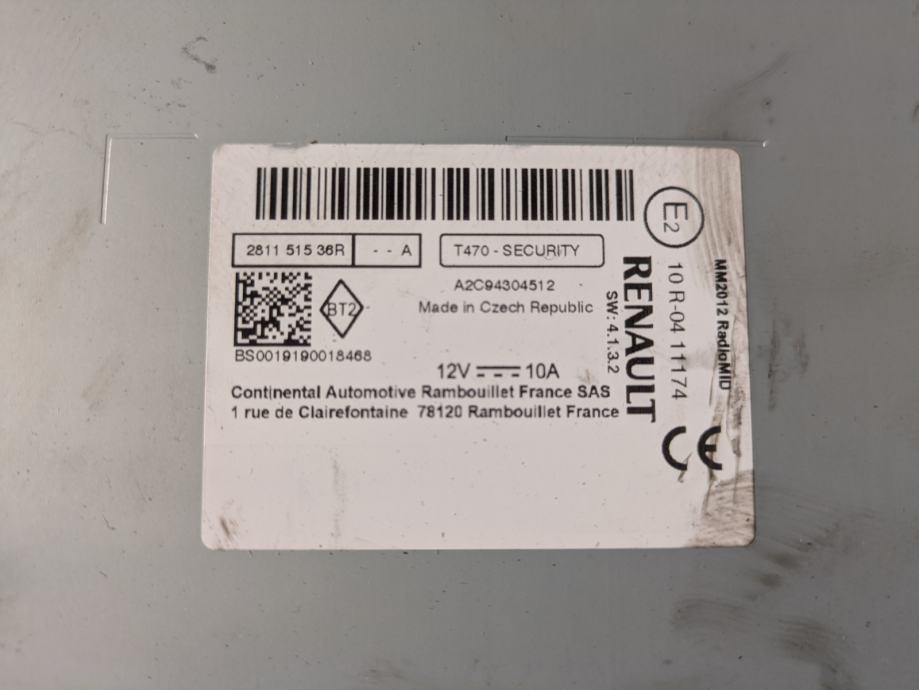 2811 515 36R
- - A
T470 - SECURITY
E2
A2C94304512
Made in Czech Republic
BT2
BS0019190018468
12V 10A
Continental Automotive Rambouillet France SAS
1 rue de Clairefontaine 78120 Rambouillet France
SW: 4.1.3.2
RENAULT
10 R-04 11174
MM2012 RadioMID
CE